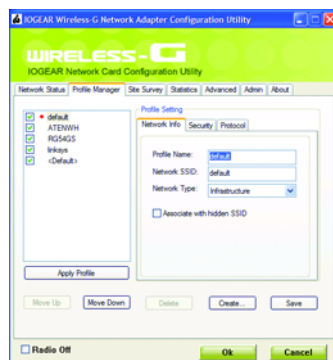 IOGEAR Wireless-G Network Adapter Configuration Utility
WIRELESS-G
IOGEAR Network Card Configuration Utility
Network Status Profile Manager Site Survey Statistics Advanced Admin About
default
ATENWH
RG54GS
linksys
<Default>
Apply Profile
Profile Setting
Network Info Security Protocol
Profile Name: default
Network SSID: default
Network Type: Infrastructure
Associate with hidden SSID
Move Up Move Down Delete Create... Save
Radio Off Ok Cancel